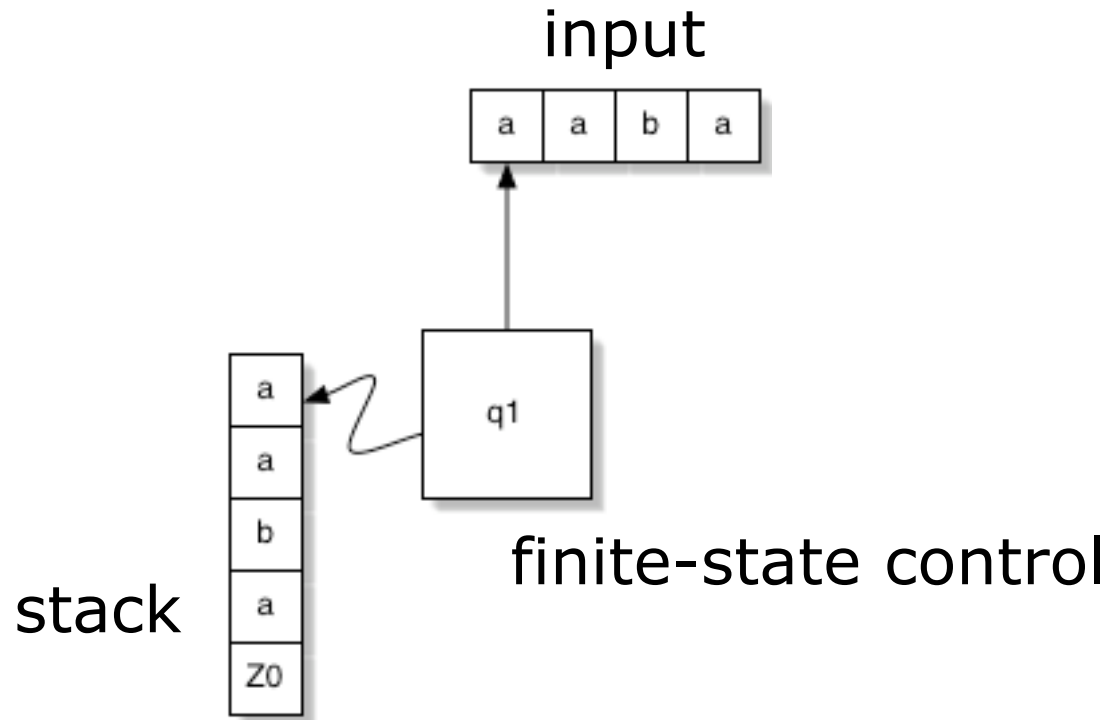 input
a a b a
q1
finite-state control
stack
a
a
b
a
Z0